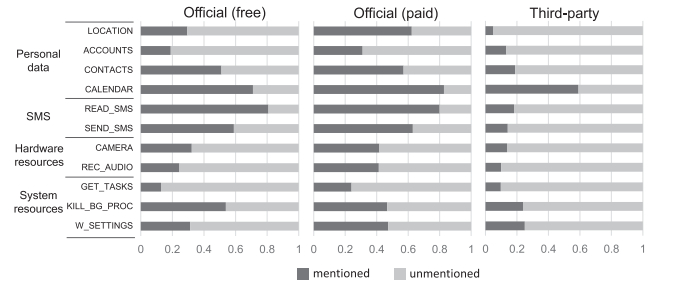 Official (free) Official (paid) Third-party
Personal data
LOCATION
ACCOUNTS
CONTACTS
CALENDAR
SMS
READ_SMS
SEND_SMS
Hardware resources
CAMERA
REC_AUDIO
System resources
GET_TASKS
KILL_BG_PROC
W_SETTINGS
0 0.2 0.4 0.6 0.8 1 0 0.2 0.4 0.6 0.8 1 0 0.2 0.4 0.6 0.8 1
mentioned unmentioned